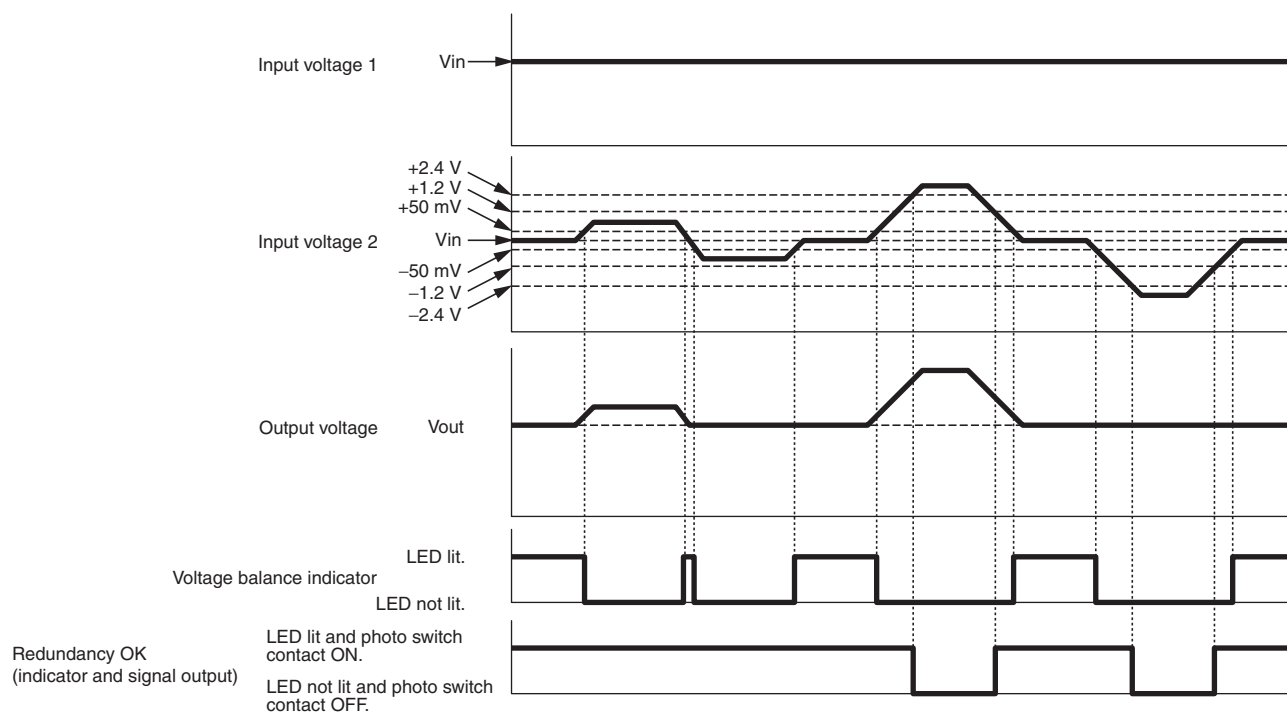 Input voltage 1
Vin
+2.4 V
+1.2 V
+50 mV
Input voltage 2
Vin
−50 mV
−1.2 V
−2.4 V
Output voltage
Vout
LED lit.
Voltage balance indicator
LED not lit.
Redundancy OK
(indicator and signal output)
LED lit and photo switch
contact ON.
LED not lit and photo switch
contact OFF.